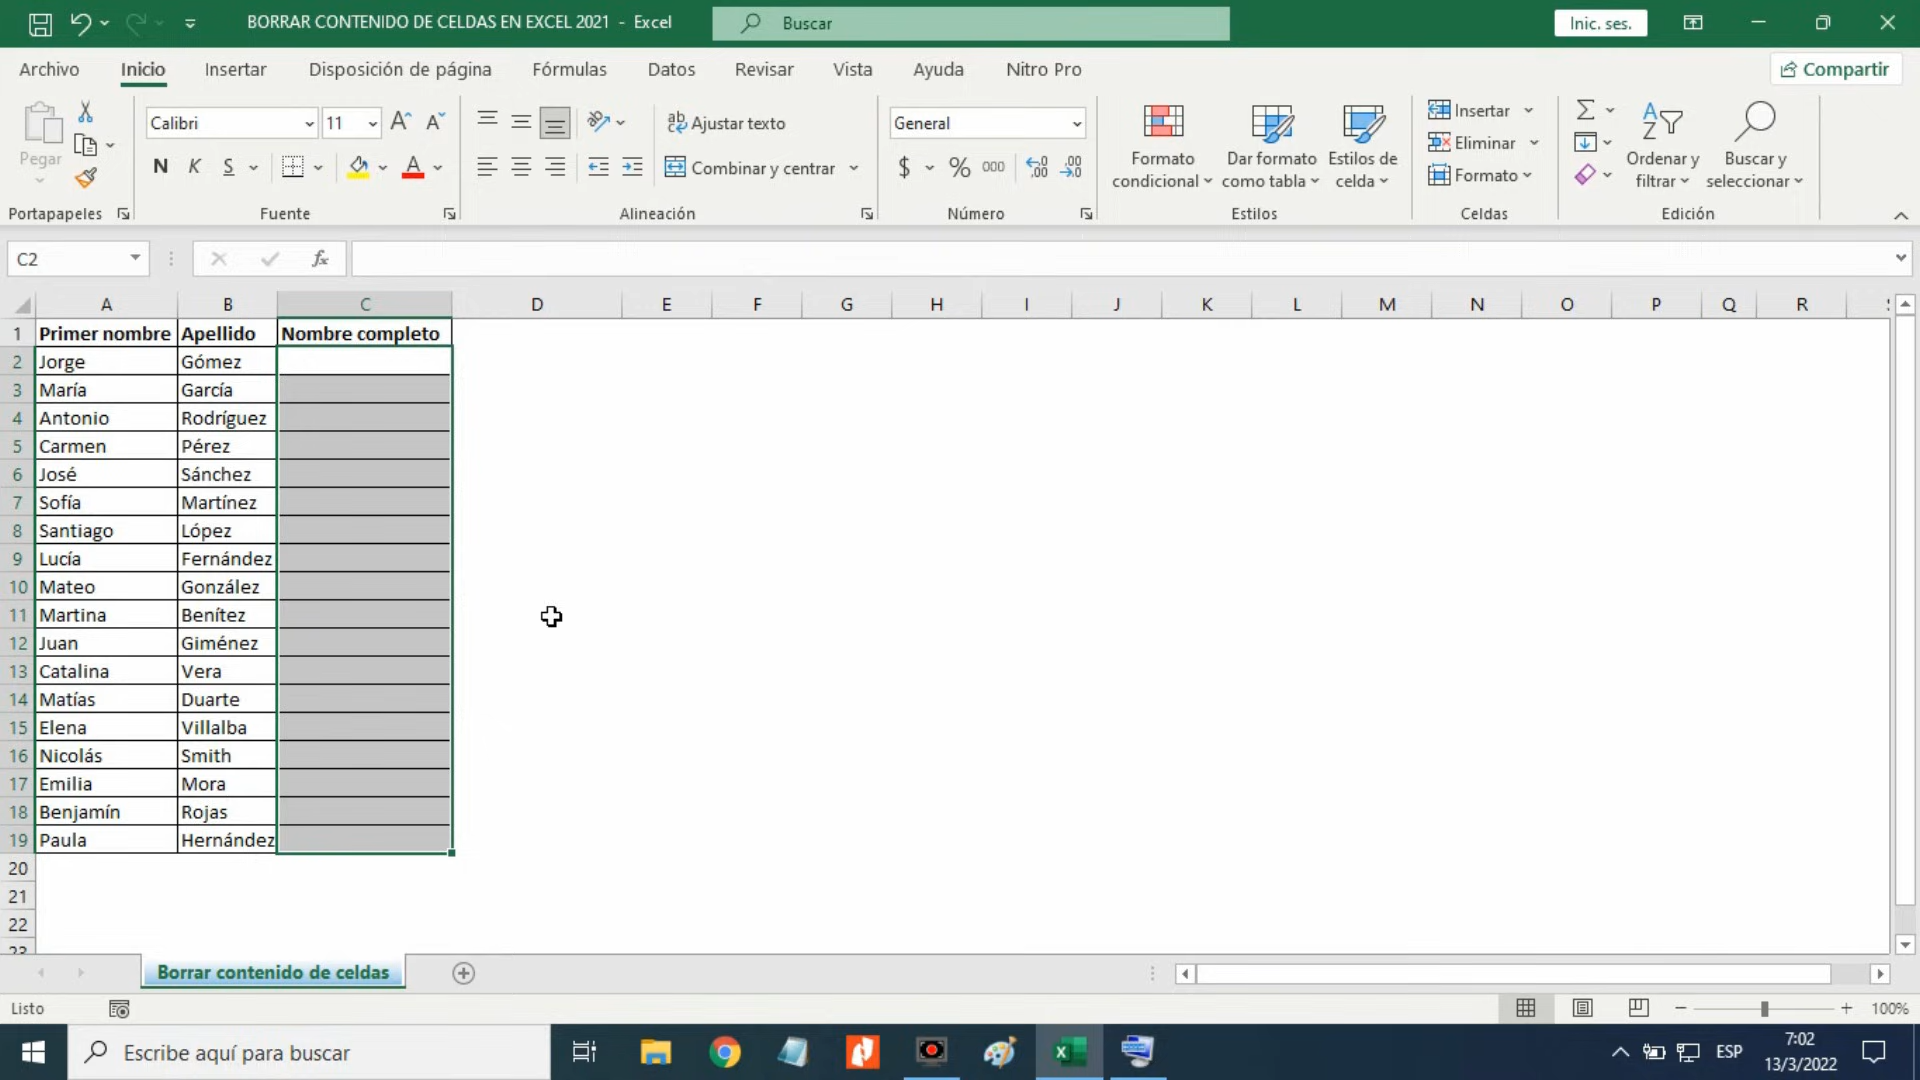 BORRAR CONTENIDO DE CELDAS EN EXCEL 2021 - Excel
Buscar
Inic. ses.
Archivo Inicio Insertar Disposición de página Fórmulas Datos Revisar Vista Ayuda Nitro Pro
Compartir
Pegar
Portapapeles
Calibri 11
N K S
Fuente
Ajustar texto
Combinar y centrar
Alineación
General
$ % 000
Número
Formato condicional
Dar formato como tabla
Estilos de celda
Estilos
Insertar
Eliminar
Formato
Celdas
Ordenar y filtrar
Buscar y seleccionar
Edición
C2
fx
A B C D E F G H I J K L M N O P Q R
1 Primer nombre Apellido Nombre completo
2 Jorge Gómez
3 María García
4 Antonio Rodríguez
5 Carmen Pérez
6 José Sánchez
7 Sofía Martínez
8 Santiago López
9 Lucía Fernández
10 Mateo González
11 Martina Benítez
12 Juan Giménez
13 Catalina Vera
14 Matías Duarte
15 Elena Villalba
16 Nicolás Smith
17 Emilia Mora
18 Benjamín Rojas
19 Paula Hernández
20
21
22
23
Borrar contenido de celdas
Listo
100%
Escribe aquí para buscar
ESP
7:02
13/3/2022